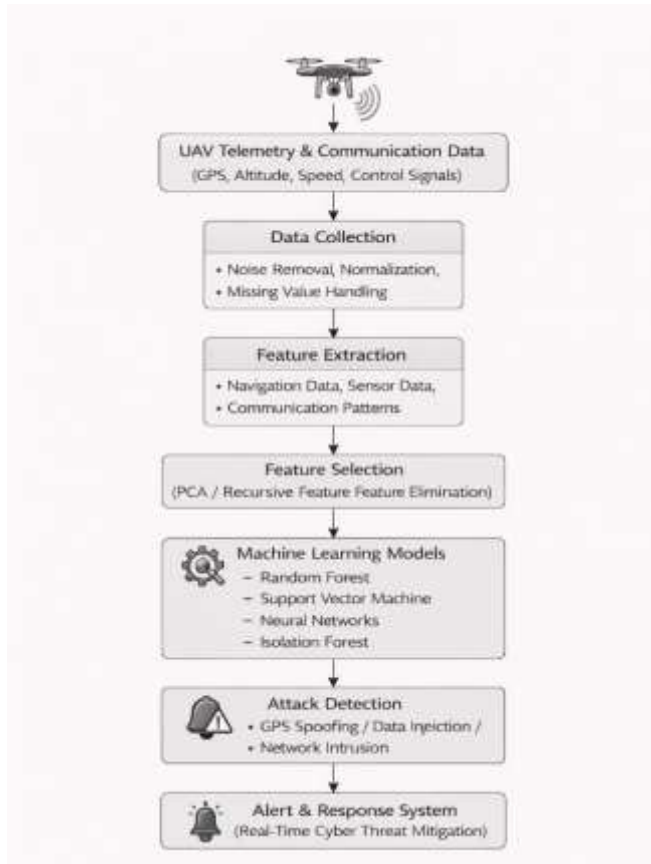 UAV Telemetry & Communication Data
(GPS, Altitude, Speed, Control Signals)
Data Collection
• Noise Removal, Normalization,
• Missing Value Handling
Feature Extraction
• Navigation Data, Sensor Data,
• Communication Patterns
Feature Selection
(PCA / Recursive Feature Feature Elimination)
Machine Learning Models
– Random Forest
– Support Vector Machine
– Neural Networks
– Isolation Forest
Attack Detection
• GPS Spoofing / Data Injection /
• Network Intrusion
Alert & Response System
(Real-Time Cyber Threat Mitigation)